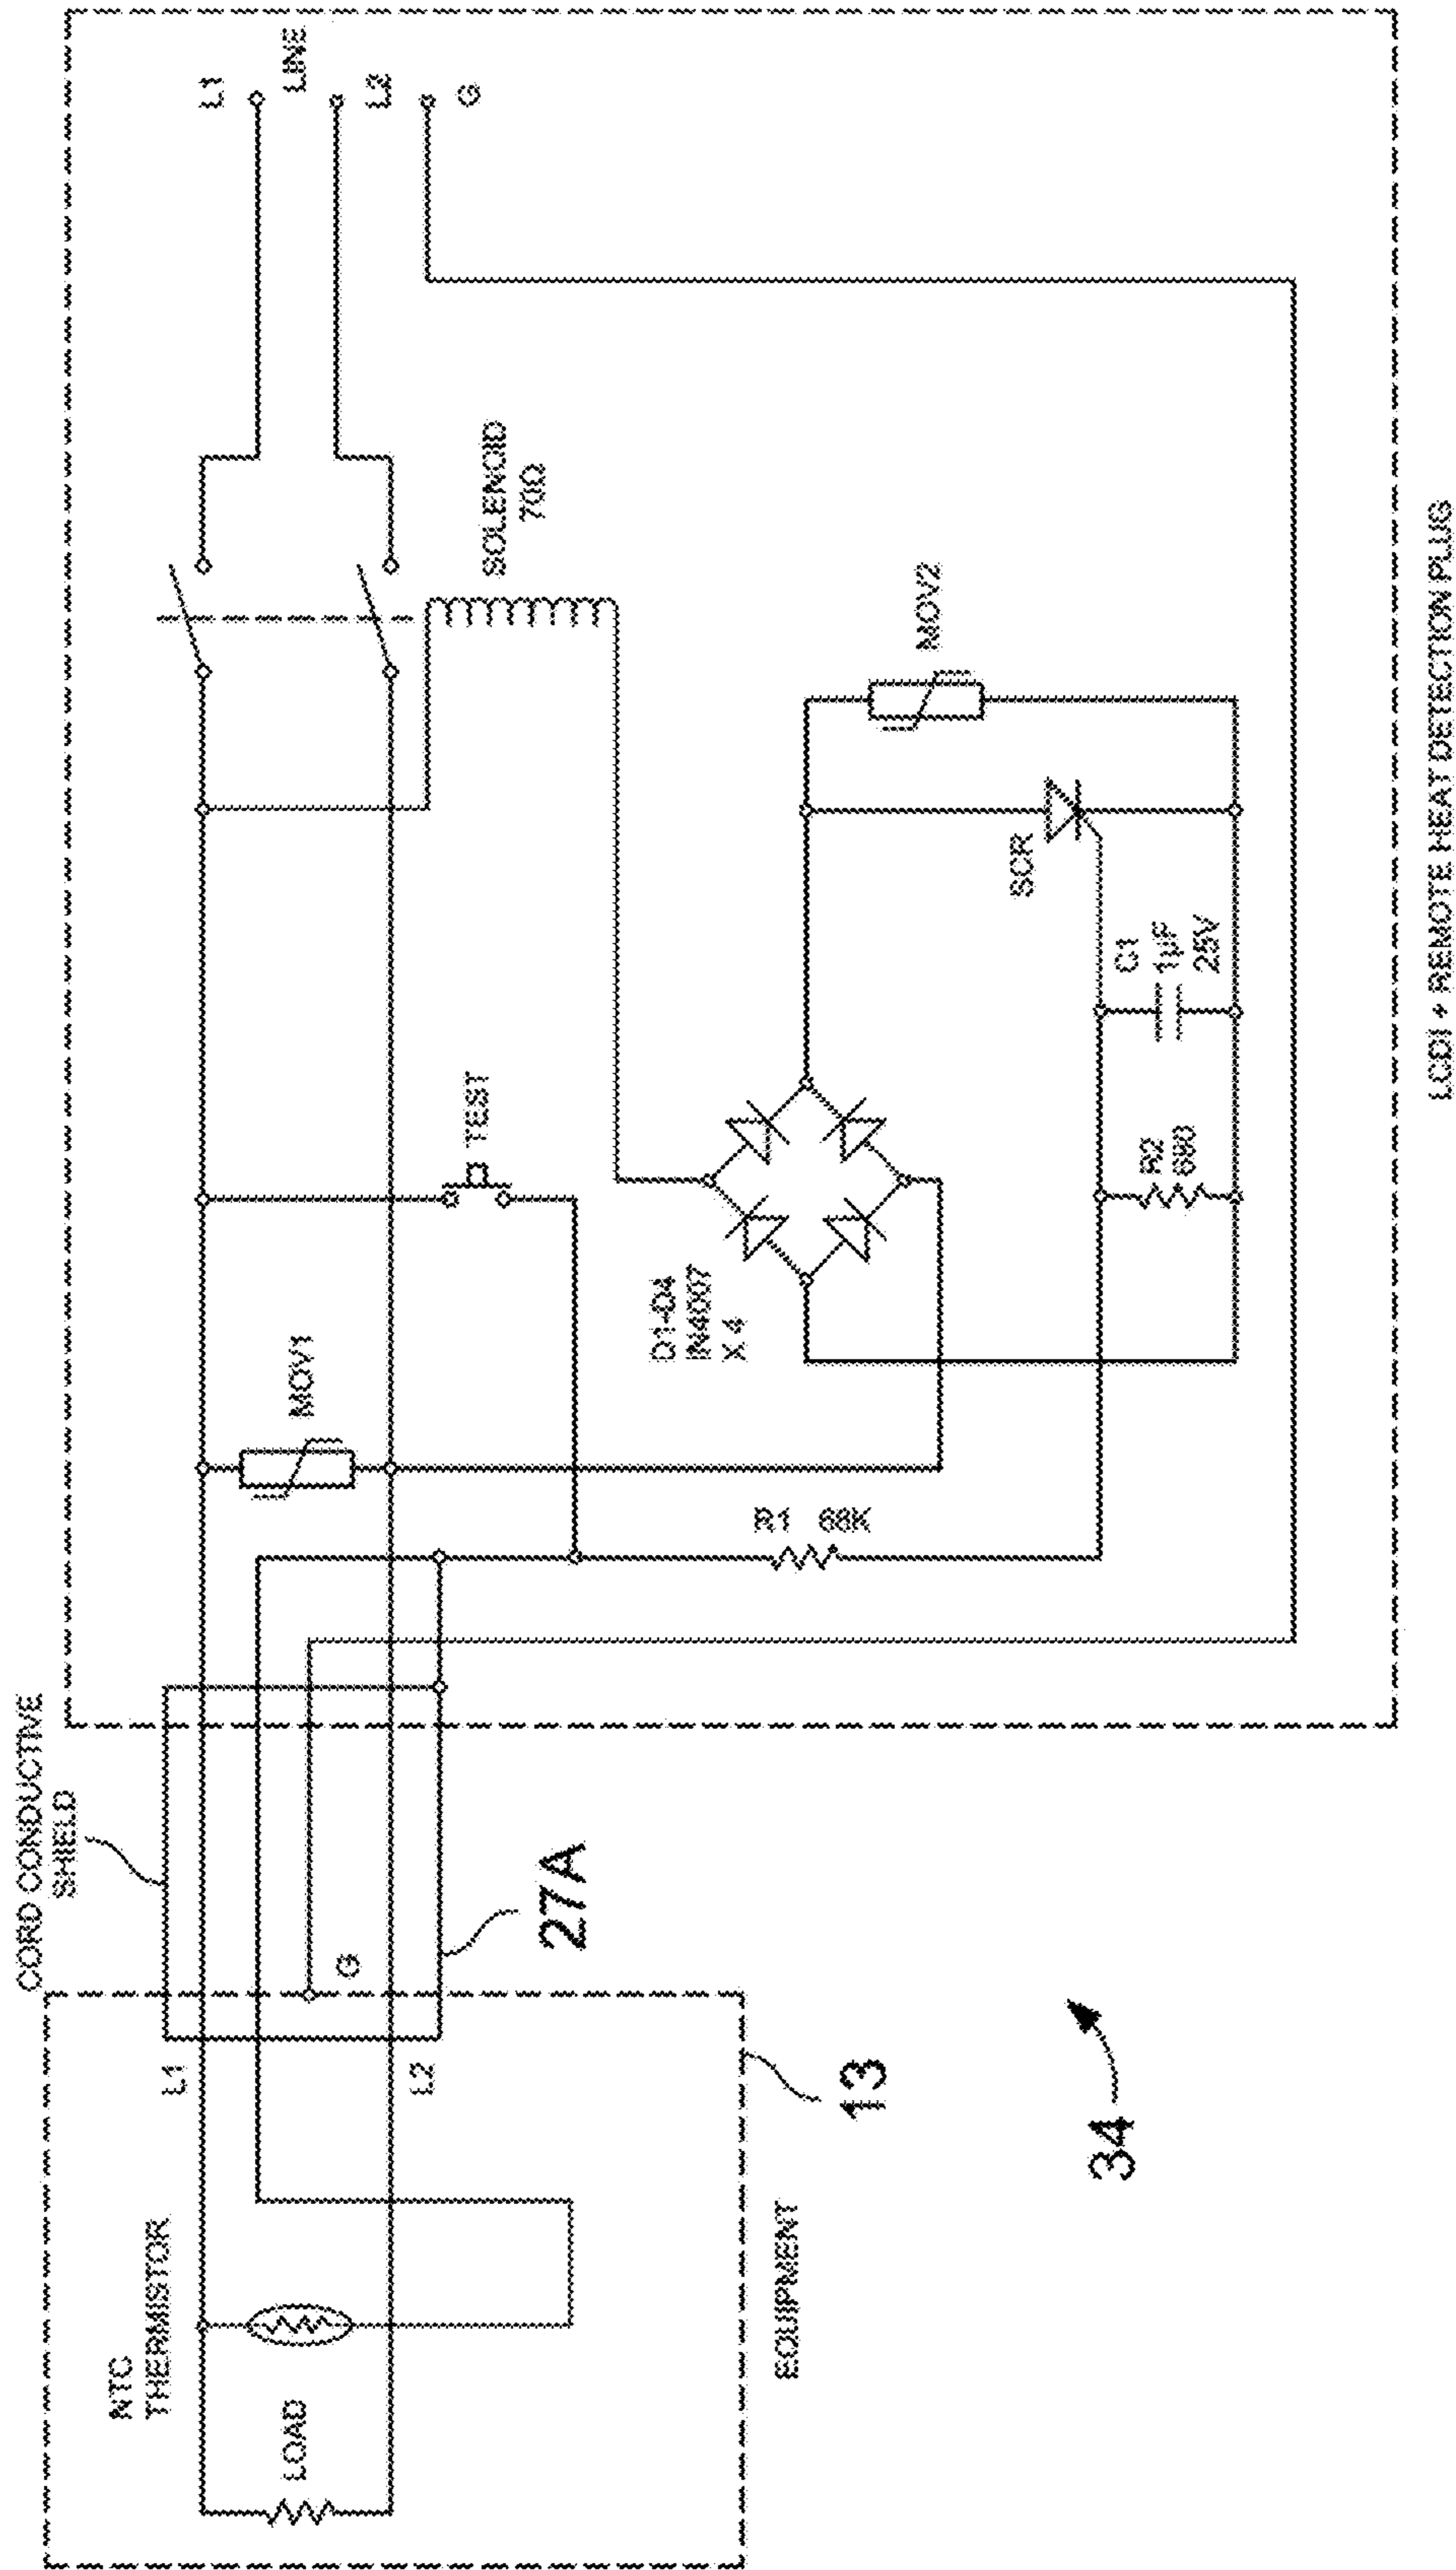 L1
LINE
L2
G
SOLENOID
70Ω
MOV2
SCR
C1
1µF
25V
TEST
R2
680
D1-D4
IN4007
X 4
MOV1
R1 68K
LCDI + REMOTE HEAT DETECTION PLUG
CORD CONDUCTIVE
SHIELD
27A
G
L1
L2
13
34
NTC
THERMISTOR
LOAD
EQUIPMENT